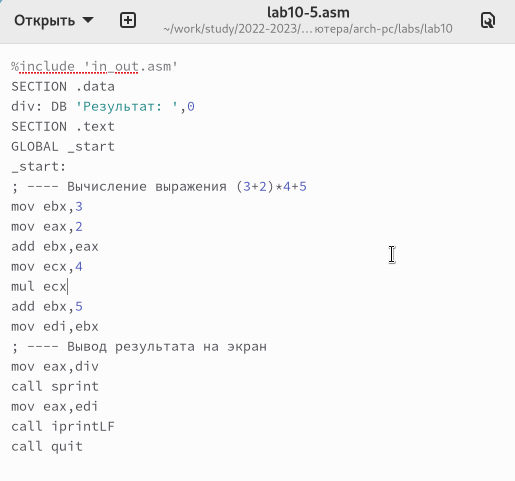 Открыть
lab10-5.asm
~/work/study/2022-2023/... ютера/arch-pc/labs/lab10
%include 'in_out.asm'
SECTION .data
div: DB 'Результат: ',0
SECTION .text
GLOBAL _start
_start:
; ---- Вычисление выражения (3+2)*4+5
mov ebx,3
mov eax,2
add ebx,eax
mov ecx,4
mul ecx
add ebx,5
mov edi,ebx
; ---- Вывод результата на экран
mov eax,div
call sprint
mov eax,edi
call iprintLF
call quit